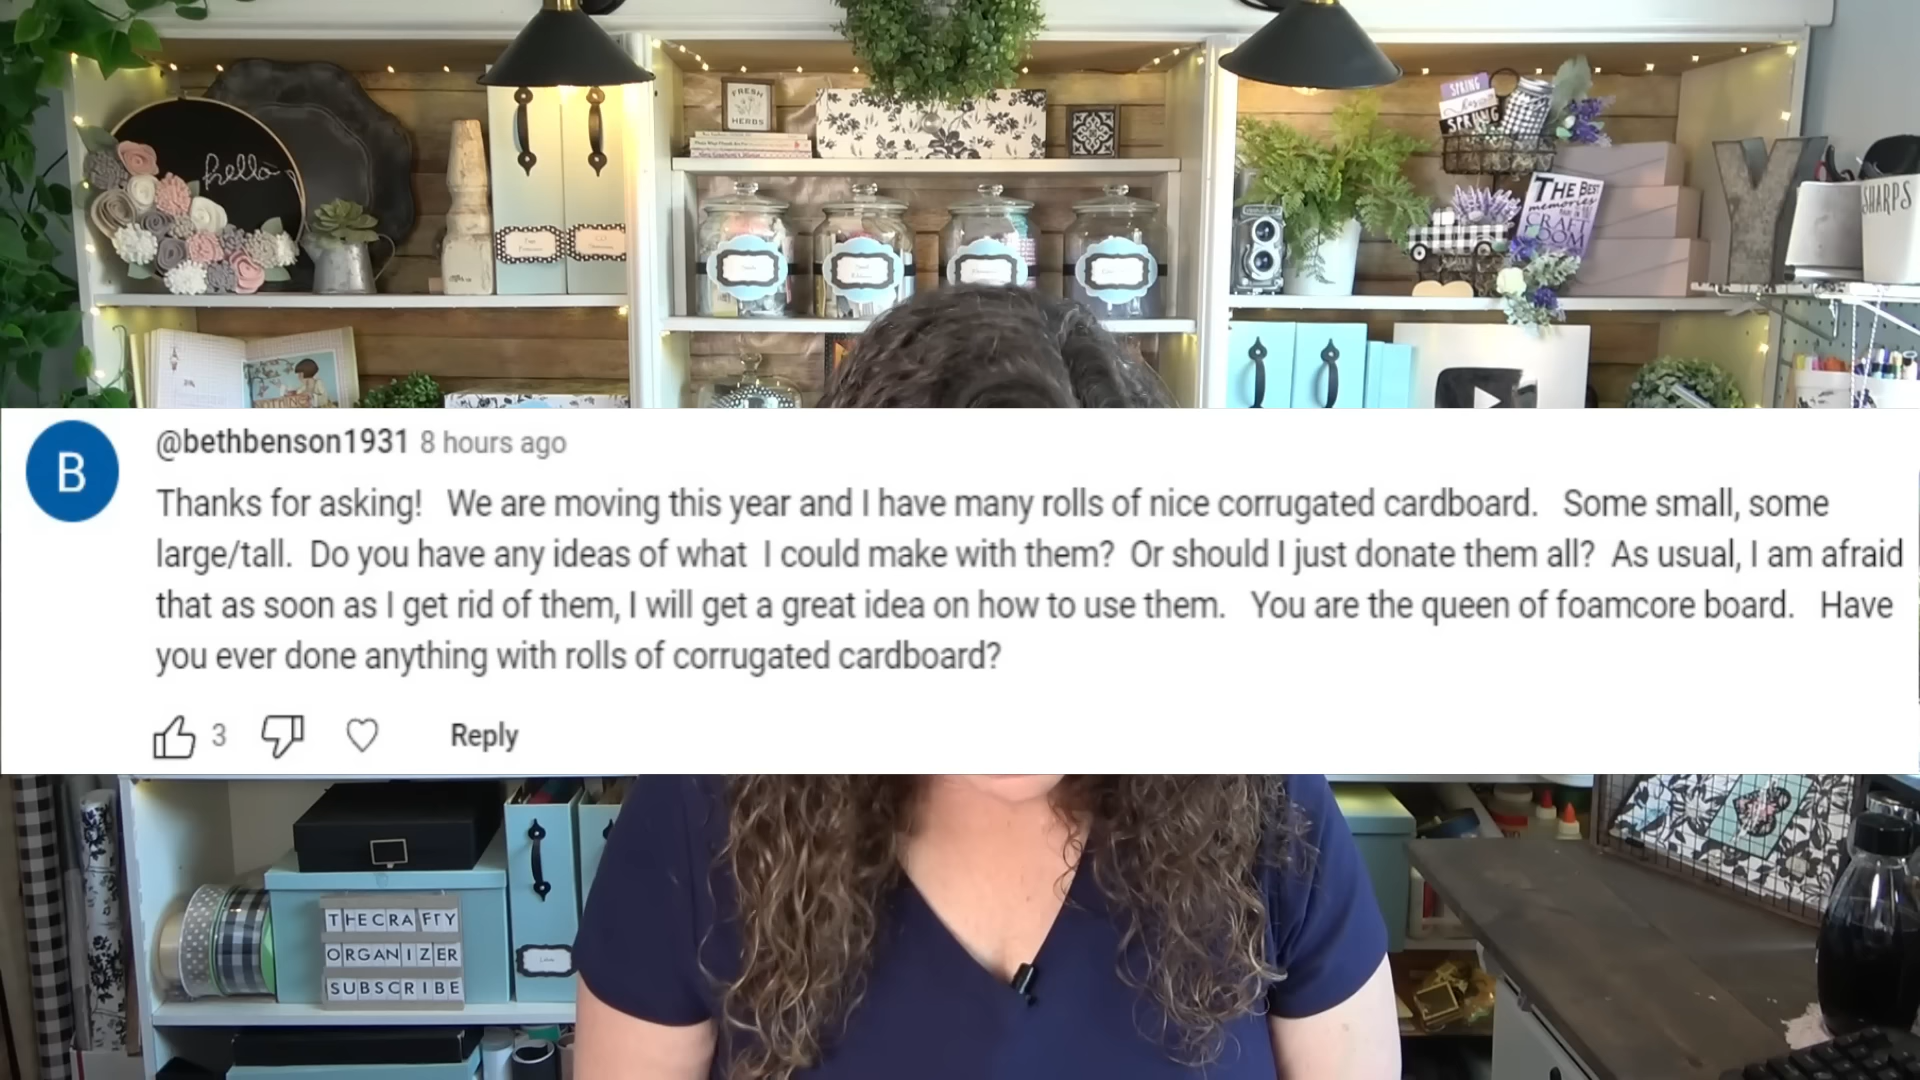 hello
FRESH
HERBS
SPRING
SPRING
THE BEST
memories
CRAFT
ROOM
Y
SHARPS
B
@bethbenson1931 8 hours ago
Thanks for asking! We are moving this year and I have many rolls of nice corrugated cardboard. Some small, some
large/tall. Do you have any ideas of what I could make with them? Or should I just donate them all? As usual, I am afraid
that as soon as I get rid of them, I will get a great idea on how to use them. You are the queen of foamcore board. Have
you ever done anything with rolls of corrugated cardboard?
3
Reply
THECRAFTY
ORGANIZER
SUBSCRIBE